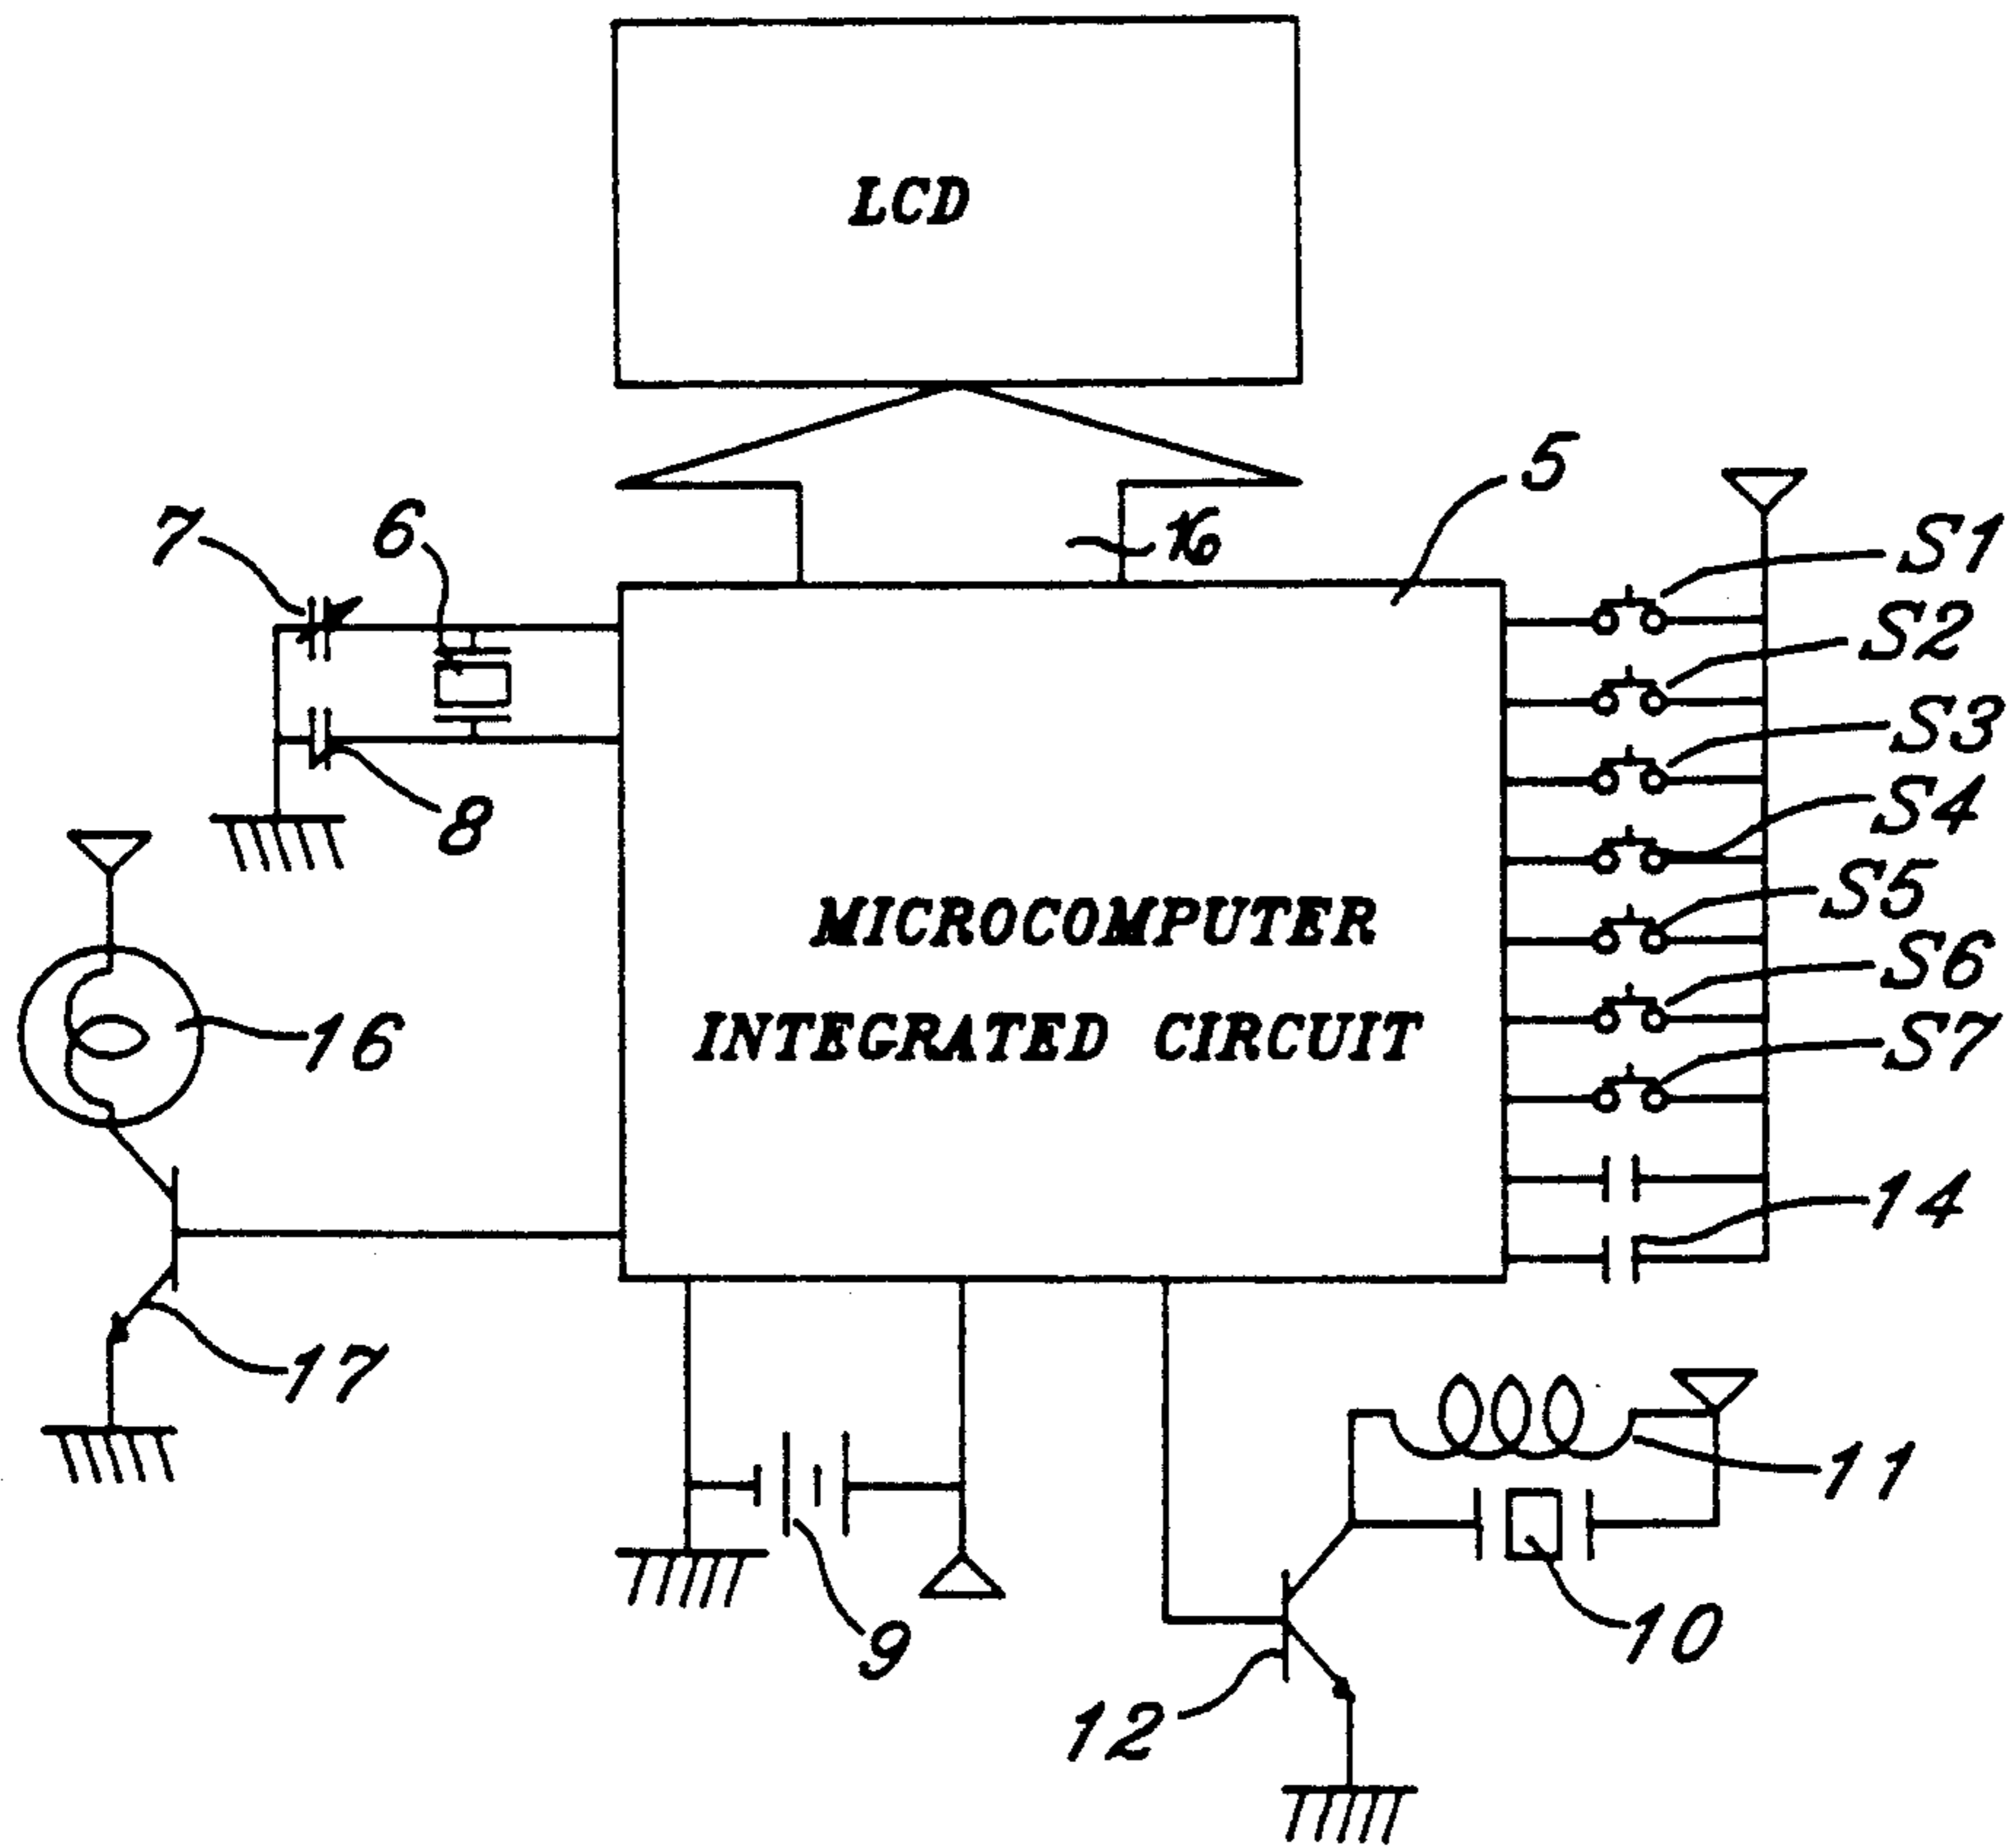 LCD
5
7
6
16
S1
S2
S3
8
S4
S5
MICROCOMPUTER
S6
16
INTEGRATED CIRCUIT
S7
14
17
11
9
10
12